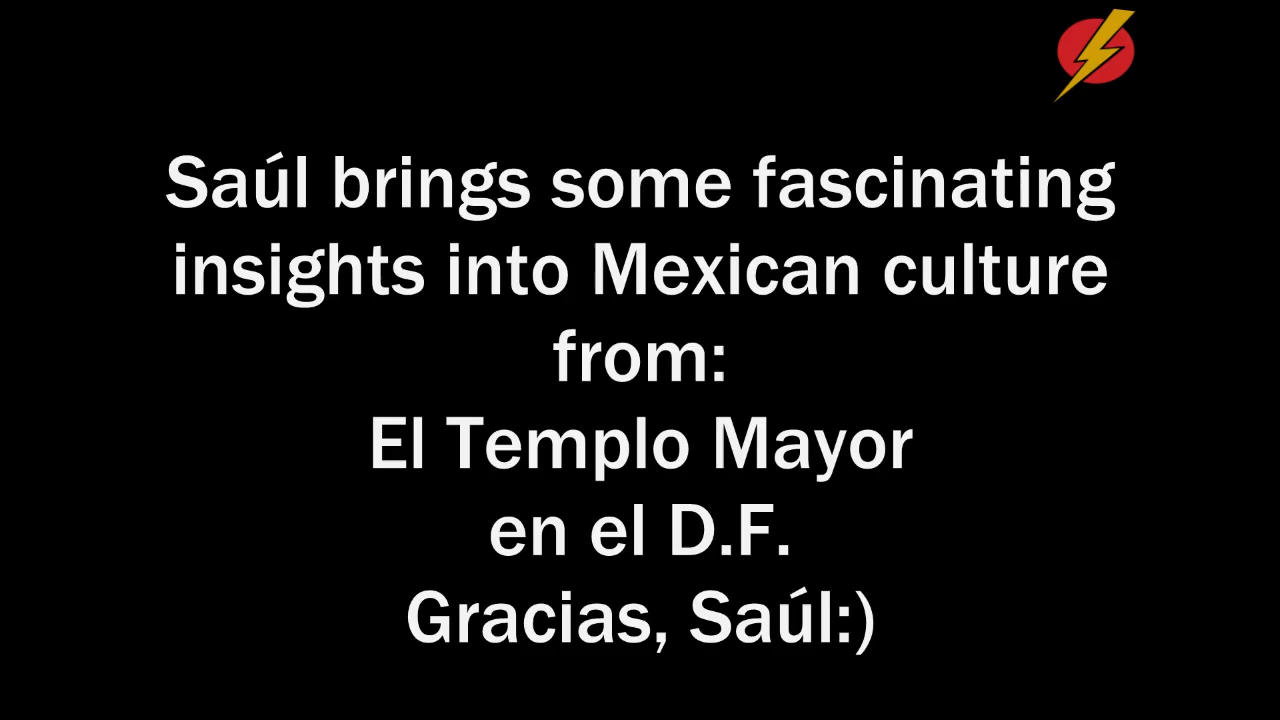 Saúl brings some fascinating
insights into Mexican culture
from:
El Templo Mayor
en el D.F.
Gracias, Saúl:)